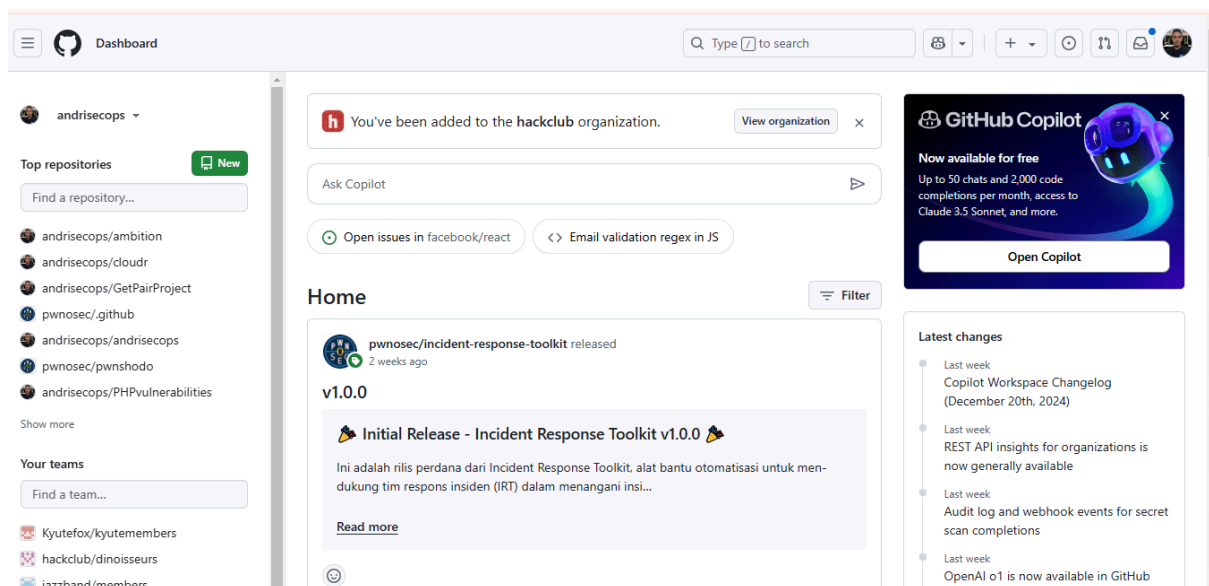 Dashboard
Type / to search
andrisecops
Top repositories
New
Find a repository...
andrisecops/ambition
andrisecops/cloudr
andrisecops/GetPairProject
pwnosec/.github
andrisecops/andrisecops
pwnosec/pwnshodo
andrisecops/PHPvulnerabilities
Show more
Your teams
Find a team...
Kyutefox/kyutemembers
hackclub/dinoisseurs
jazzband/members
h You've been added to the hackclub organization.
View organization
Ask Copilot
Open issues in facebook/react
Email validation regex in JS
Home
Filter
PWNOSEC
pwnosec/incident-response-toolkit released
2 weeks ago
v1.0.0
Initial Release - Incident Response Toolkit v1.0.0
Ini adalah rilis perdana dari Incident Response Toolkit, alat bantu otomatisasi untuk men-
dukung tim respons insiden (IRT) dalam menangani insi...
Read more
GitHub Copilot
Now available for free
Up to 50 chats and 2,000 code
completions per month, access to
Claude 3.5 Sonnet, and more.
Open Copilot
Latest changes
Last week
Copilot Workspace Changelog
(December 20th, 2024)
Last week
REST API insights for organizations is
now generally available
Last week
Audit log and webhook events for secret
scan completions
Last week
OpenAI o1 is now available in GitHub